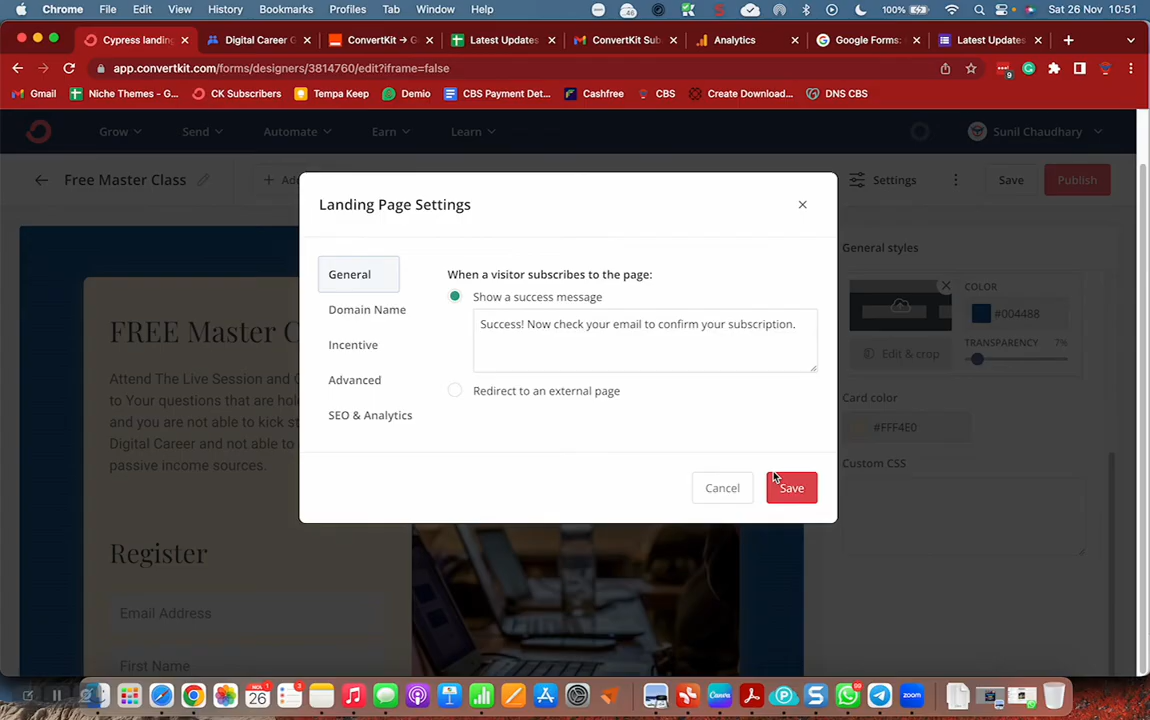 Chrome File Edit View History Bookmarks Profiles Tab Window Help 100% Sat 26 Nov 10:51
Cypress landin Digital Career G ConvertKit → G Latest Updates ConvertKit Sub Analytics Google Forms: Latest Updates
app.convertkit.com/forms/designers/3814760/edit?iframe=false
Gmail Niche Themes - G... CK Subscribers Tempa Keep Demio CBS Payment Det... Cashfree CBS Create Download... DNS CBS
Grow Send Automate Earn Learn Sunil Chaudhary
Free Master Class Settings Save Publish
Landing Page Settings
General styles
General
When a visitor subscribes to the page:
Show a success message
Success! Now check your email to confirm your subscription.
Redirect to an external page
Domain Name
Incentive
Advanced
SEO & Analytics
Cancel Save
COLOR
#004488
TRANSPARENCY 7%
Edit & crop
Card color
#FFF4E0
Custom CSS
FREE Master C
Attend The Live Session and G
to Your questions that are hol
and you are not able to kick st
Digital Career and not able to
passive income sources.
Register
Email Address
First Name